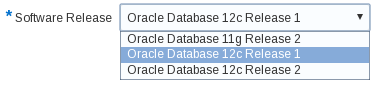 * Software Release Oracle Database 12c Release 1
Oracle Database 11g Release 2
Oracle Database 12c Release 1
Oracle Database 12c Release 2